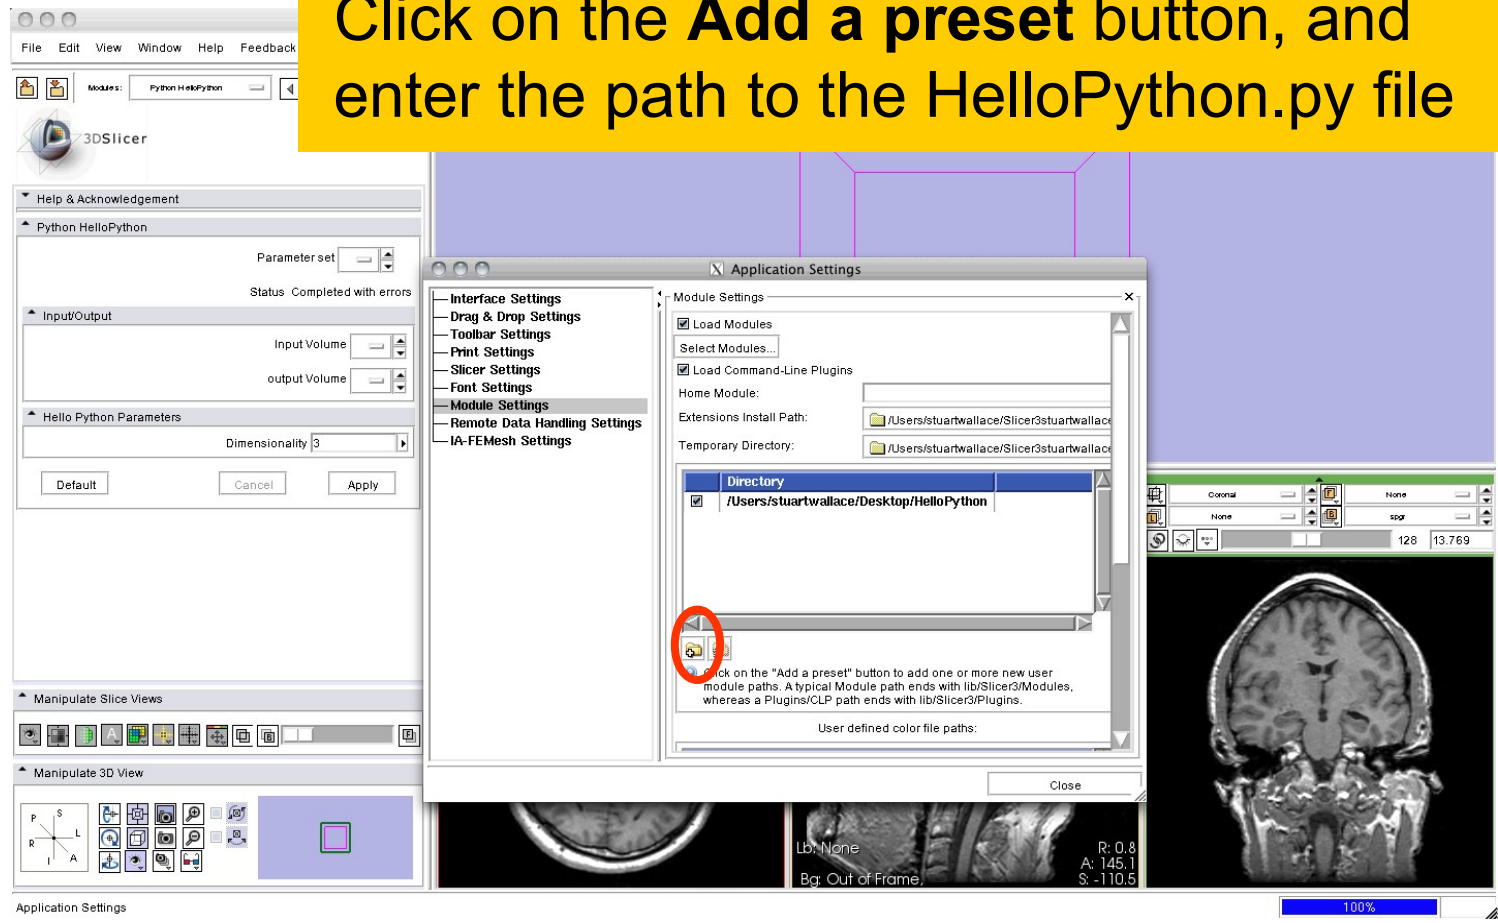 Click on the Add a preset button, and
enter the path to the HelloPython.py file
File Edit View Window Help Feedback
Modules: Python HelloPython
3DSlicer
Help & Acknowledgement
Python HelloPython
Parameter set
Status Completed with errors
Input/Output
Input Volume
output Volume
Hello Python Parameters
Dimensionality 3
Default Cancel Apply
Manipulate Slice Views
Manipulate 3D View
P S
R L
I A
Application Settings
Interface Settings
Drag & Drop Settings
Toolbar Settings
Print Settings
Slicer Settings
Font Settings
Module Settings
Remote Data Handling Settings
IA-FEMesh Settings
Module Settings
Load Modules
Select Modules...
Load Command-Line Plugins
Home Module:
Extensions Install Path: /Users/stuartwallace/Slicer3stuartwallace
Temporary Directory: /Users/stuartwallace/Slicer3stuartwallace
Directory
/Users/stuartwallace/Desktop/HelloPython
Click on the "Add a preset" button to add one or more new user
module paths. A typical Module path ends with lib/Slicer3/Modules,
whereas a Plugins/CLP path ends with lib/Slicer3/Plugins.
User defined color file paths:
Close
Coronal None
None spgr
128 13.769
Lb: None R: 0.8
A: 145.1
Bg: Out of Frame, S: -110.5
Application Settings
100%